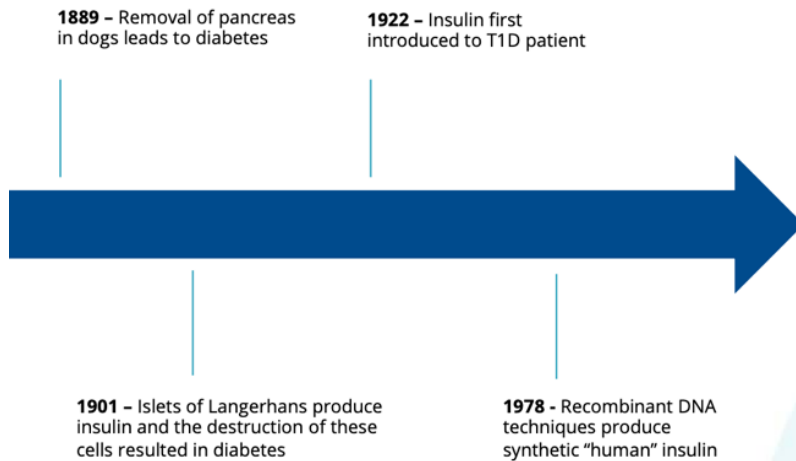 1889 – Removal of pancreas
in dogs leads to diabetes
1922 – Insulin first
introduced to T1D patient
1901 – Islets of Langerhans produce
insulin and the destruction of these
cells resulted in diabetes
1978 - Recombinant DNA
techniques produce
synthetic “human” insulin